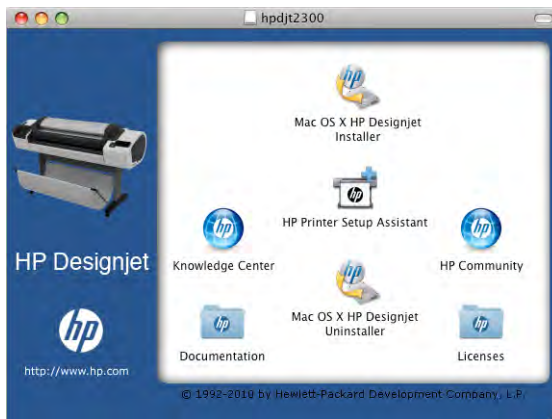 hpdjt2300
Mac OS X HP Designjet
Installer
HP Printer Setup Assistant
Knowledge Center
HP Community
HP Designjet
Mac OS X HP Designjet
Uninstaller
Documentation
Licenses
hp
http://www.hp.com
© 1992-2010 by Hewlett-Packard Development Company, L.P.